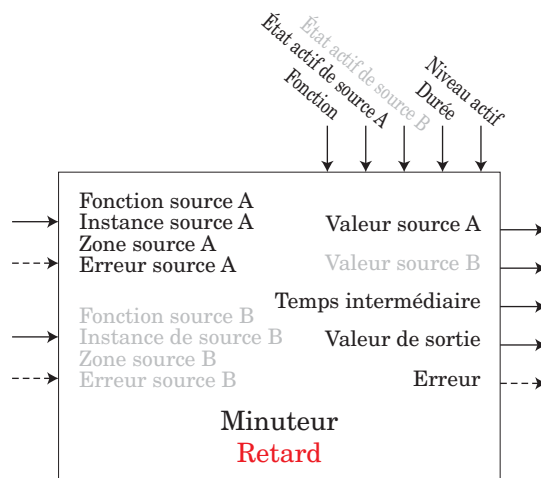 Fonction
État actif de source A
État actif de source B
Durée
Niveau actif
Fonction source A
Instance source A
Zone source A
Erreur source A
Fonction source B
Instance de source B
Zone source B
Erreur source B
Valeur source A
Valeur source B
Temps intermédiaire
Valeur de sortie
Erreur
Minuteur
Retard